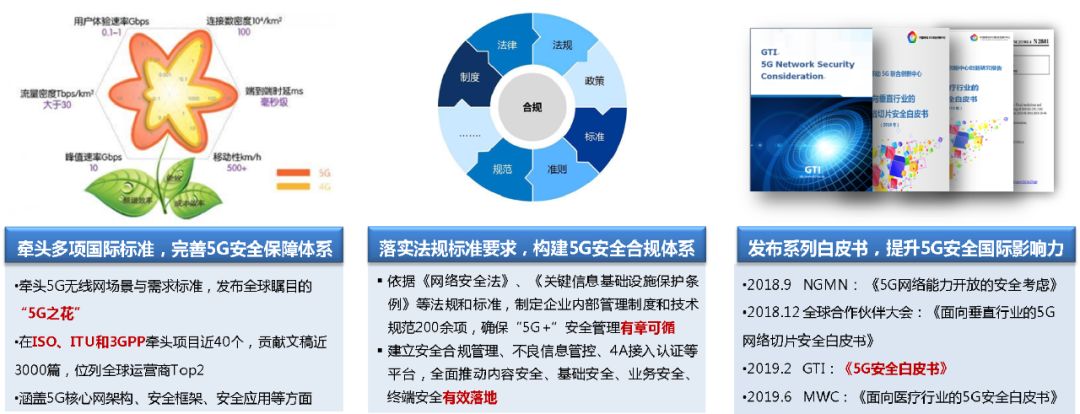 用户体验速率Gbps
0.1~1
连接数密度10⁶/km²
100
流量密度Tbps/km²
大于30
端到端时延ms
毫秒级
峰值速率Gbps
10
移动性km/h
500+
能效
频谱效率
成本效率
5G
4G
牵头多项国际标准，完善5G安全保障体系
•牵头5G无线网场景与需求标准，发布全球瞩目的
“5G之花”
•在ISO、ITU和3GPP牵头项目近40个，贡献文稿近
3000篇，位列全球运营商Top2
•涵盖5G核心网架构、安全框架、安全应用等方面
法律
法规
制度
政策
合规
…….
标准
规范
准则
落实法规标准要求，构建5G安全合规体系
▪ 依据《网络安全法》、《关键信息基础设施保护条
例》等法规和标准，制定企业内部管理制度和技术
规范200余项，确保“5G+”安全管理有章可循
▪ 建立安全合规管理、不良信息管控、4A接入认证等
平台，全面推动内容安全、基础安全、业务安全、
终端安全有效落地
GTI
5G Network Security
Consideration
GTI
5G 联合创新中心
向垂直行业的
切片安全白皮书
（2018年）
医疗行业的
安全白皮书
发布系列白皮书，提升5G安全国际影响力
•2018.9 NGMN：《5G网络能力开放的安全考虑》
•2018.12 全球合作伙伴大会：《面向垂直行业的5G
网络切片安全白皮书》
•2019.2 GTI：《5G安全白皮书》
•2019.6 MWC：《面向医疗行业的5G安全白皮书》